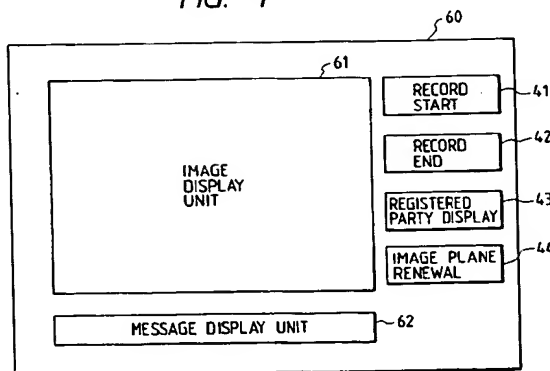 60
61
RECORD
START
41
RECORD
END
42
IMAGE
DISPLAY
UNIT
REGISTERED
PARTY DISPLAY
43
IMAGE PLANE
RENEWAL
44
MESSAGE DISPLAY UNIT
62